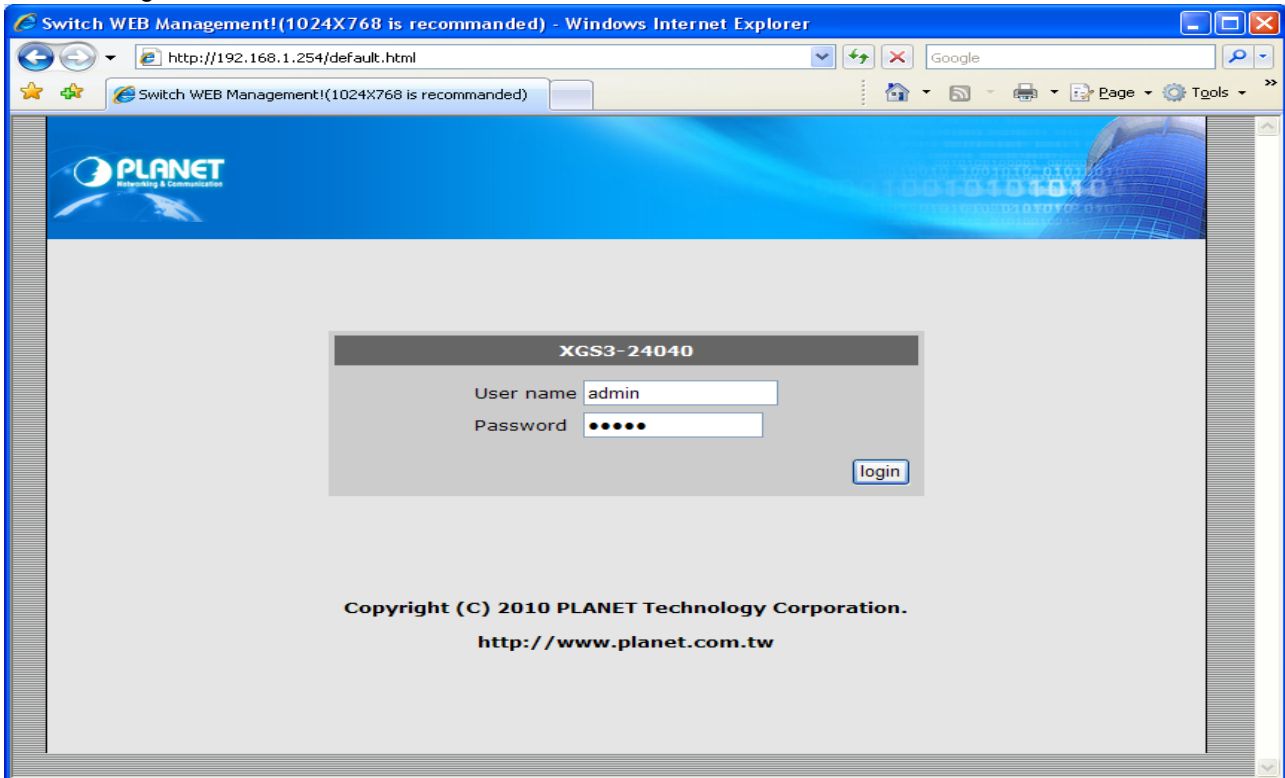 Switch WEB Management!(1024X768 is recommanded) - Windows Internet Explorer
http://192.168.1.254/default.html
Google
Switch WEB Management!(1024X768 is recommanded)
Page
Tools
»
PLANET
Networking & Communication
XGS3-24040
User name admin
Password ●●●●●
login
Copyright (C) 2010 PLANET Technology Corporation.
http://www.planet.com.tw